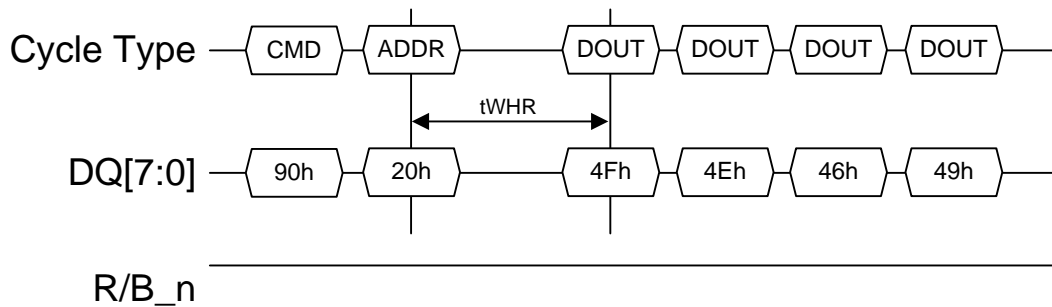 Cycle Type CMD ADDR DOUT DOUT DOUT DOUT
tWHR
DQ[7:0] 90h 20h 4Fh 4Eh 46h 49h
R/B_n